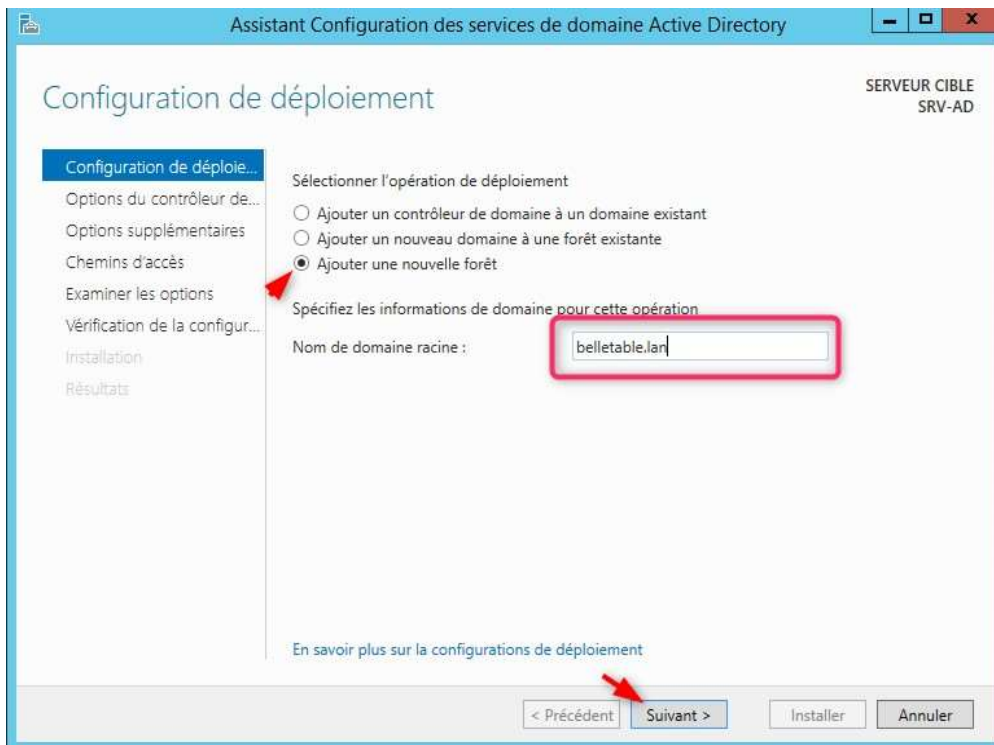 Assistant Configuration des services de domaine Active Directory
Configuration de déploiement
SERVEUR CIBLE
SRV-AD
Configuration de déploie...
Options du contrôleur de...
Options supplémentaires
Chemins d'accès
Examiner les options
Vérification de la configur...
Installation
Résultats
Sélectionner l'opération de déploiement
Ajouter un contrôleur de domaine à un domaine existant
Ajouter un nouveau domaine à une forêt existante
Ajouter une nouvelle forêt
Spécifiez les informations de domaine pour cette opération
Nom de domaine racine : belletable.lan
En savoir plus sur la configurations de déploiement
< Précédent Suivant > Installer Annuler